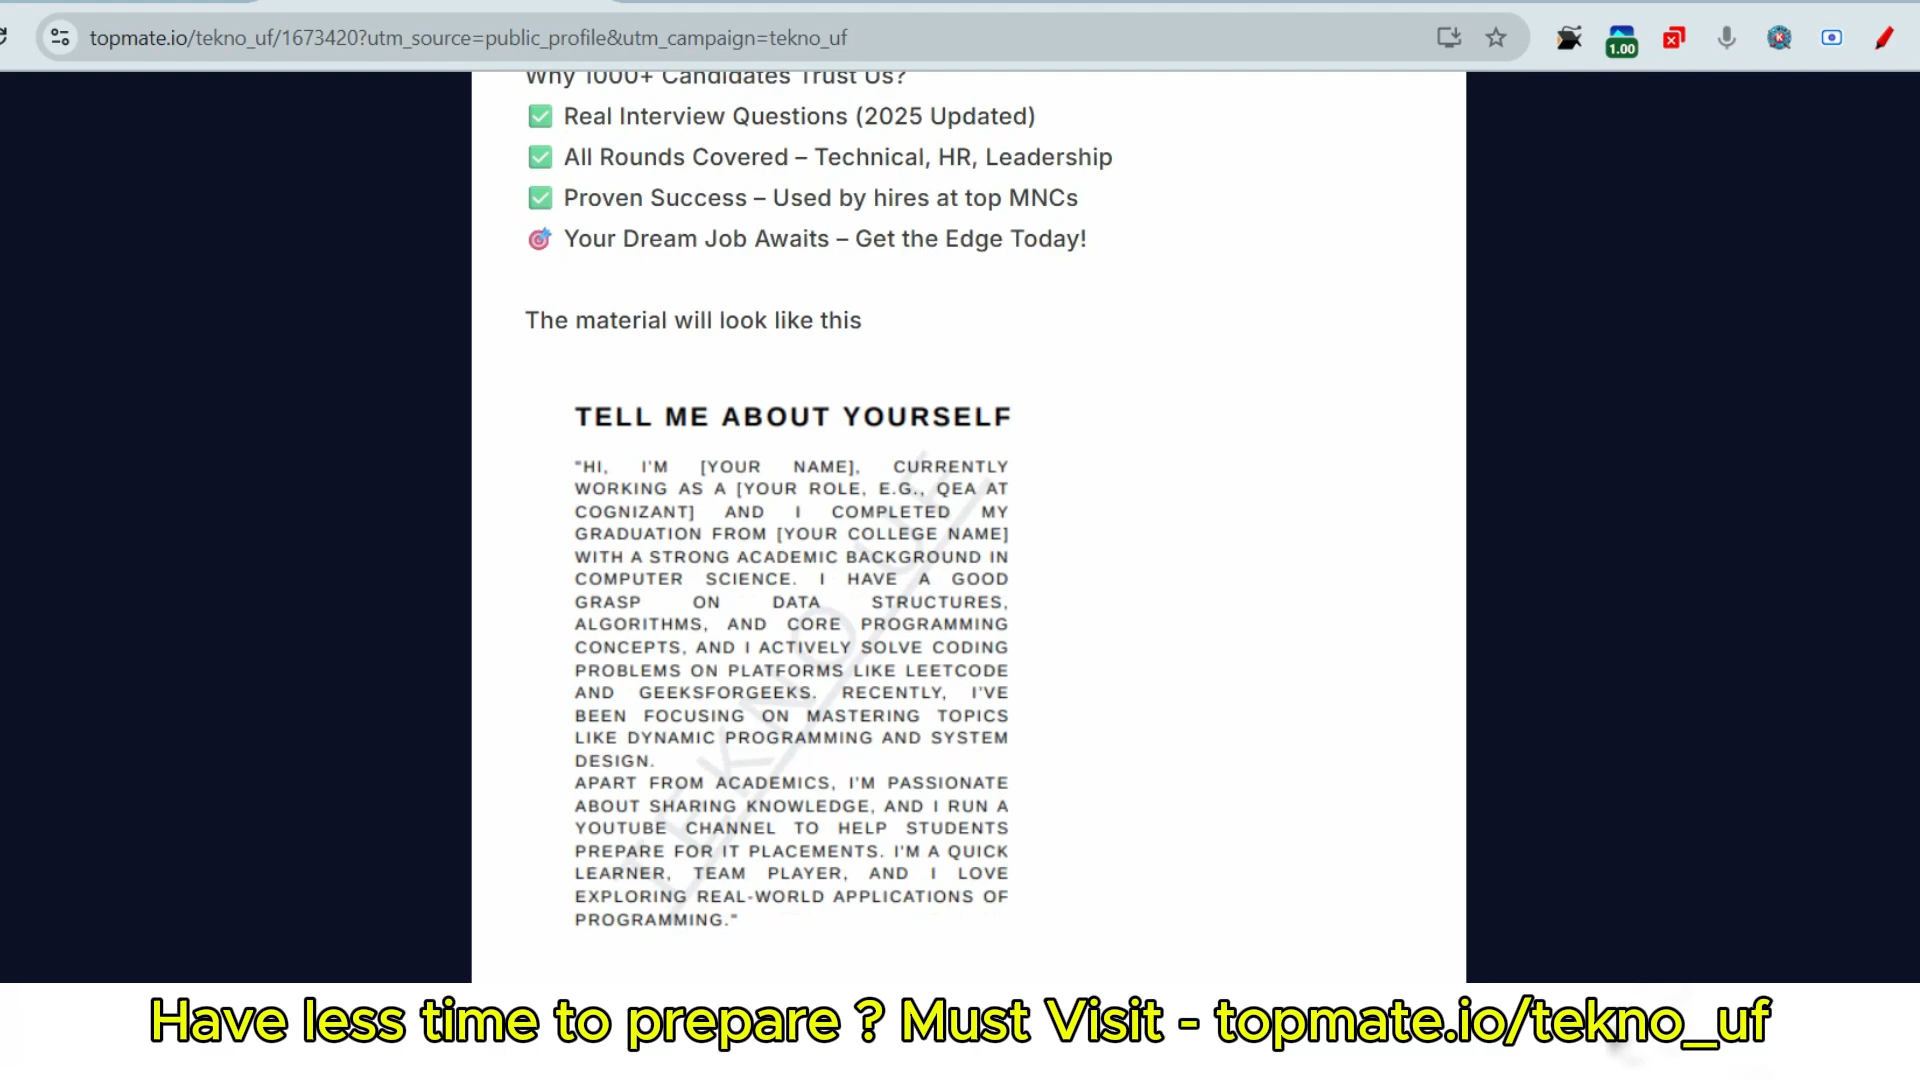 topmate.io/tekno_uf/1673420?utm_source=public_profile&utm_campaign=tekno_uf
1.00
K
Why 1000+ Candidates Trust Us?
✅ Real Interview Questions (2025 Updated)
✅ All Rounds Covered – Technical, HR, Leadership
✅ Proven Success – Used by hires at top MNCs
🎯 Your Dream Job Awaits – Get the Edge Today!
The material will look like this
TELL ME ABOUT YOURSELF
"HI, I'M [YOUR NAME], CURRENTLY
WORKING AS A [YOUR ROLE, E.G., QEA AT
COGNIZANT] AND I COMPLETED MY
GRADUATION FROM [YOUR COLLEGE NAME]
WITH A STRONG ACADEMIC BACKGROUND IN
COMPUTER SCIENCE. I HAVE A GOOD
GRASP ON DATA STRUCTURES,
ALGORITHMS, AND CORE PROGRAMMING
CONCEPTS, AND I ACTIVELY SOLVE CODING
PROBLEMS ON PLATFORMS LIKE LEETCODE
AND GEEKSFORGEEKS. RECENTLY, I'VE
BEEN FOCUSING ON MASTERING TOPICS
LIKE DYNAMIC PROGRAMMING AND SYSTEM
DESIGN.
APART FROM ACADEMICS, I'M PASSIONATE
ABOUT SHARING KNOWLEDGE, AND I RUN A
YOUTUBE CHANNEL TO HELP STUDENTS
PREPARE FOR IT PLACEMENTS. I'M A QUICK
LEARNER, TEAM PLAYER, AND I LOVE
EXPLORING REAL-WORLD APPLICATIONS OF
PROGRAMMING."
TEKNO UF
Have less time to prepare ? Must Visit - topmate.io/tekno_uf